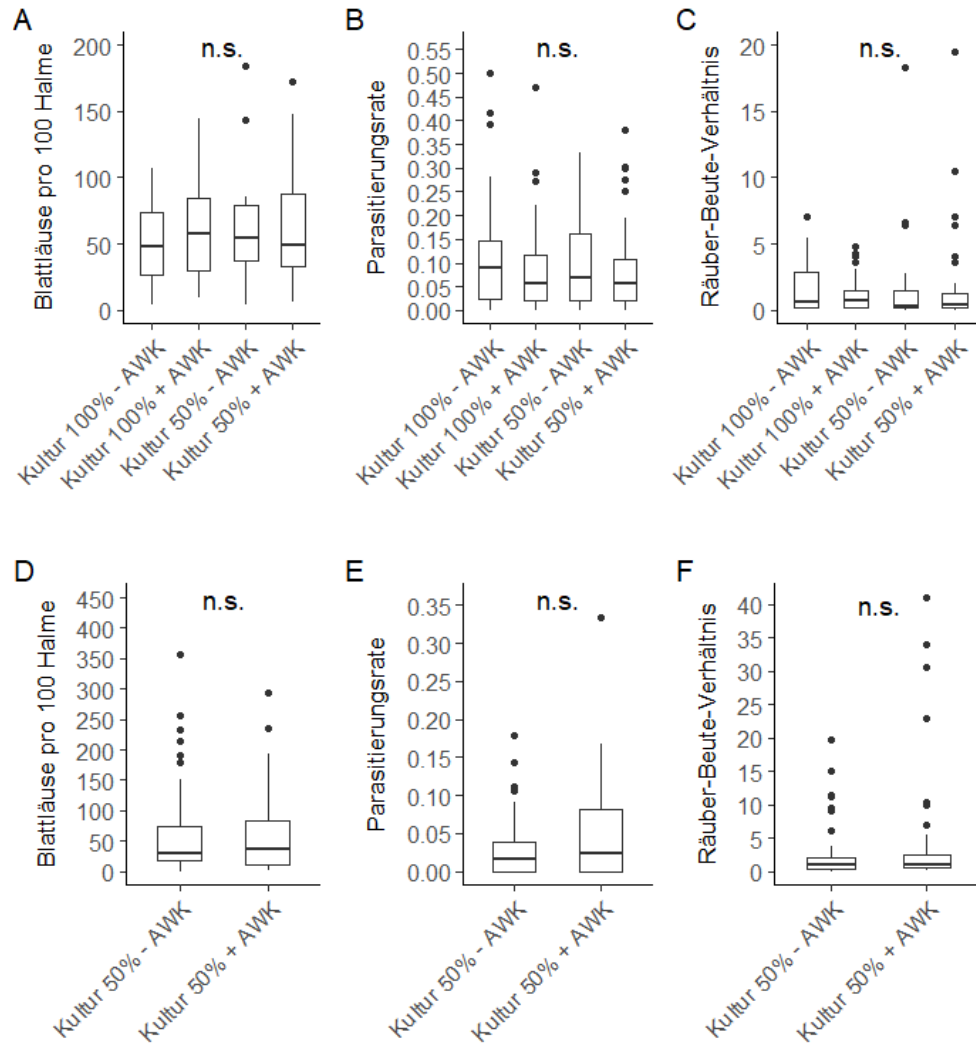 A
Blattläuse pro 100 Halme
200
150
100
50
0
n.s.
Kultur 100% - AWK
Kultur 100% + AWK
Kultur 50% - AWK
Kultur 50% + AWK
B
Parasitierungsrate
0.55
0.50
0.45
0.40
0.35
0.30
0.25
0.20
0.15
0.10
0.05
0.00
n.s.
Kultur 100% - AWK
Kultur 100% + AWK
Kultur 50% - AWK
Kultur 50% + AWK
C
Räuber-Beute-Verhältnis
20
15
10
5
0
n.s.
Kultur 100% - AWK
Kultur 100% + AWK
Kultur 50% - AWK
Kultur 50% + AWK
D
Blattläuse pro 100 Halme
450
400
350
300
250
200
150
100
50
0
n.s.
Kultur 50% - AWK
Kultur 50% + AWK
E
Parasitierungsrate
0.35
0.30
0.25
0.20
0.15
0.10
0.05
0.00
n.s.
Kultur 50% - AWK
Kultur 50% + AWK
F
Räuber-Beute-Verhältnis
40
35
30
25
20
15
10
5
0
n.s.
Kultur 50% - AWK
Kultur 50% + AWK